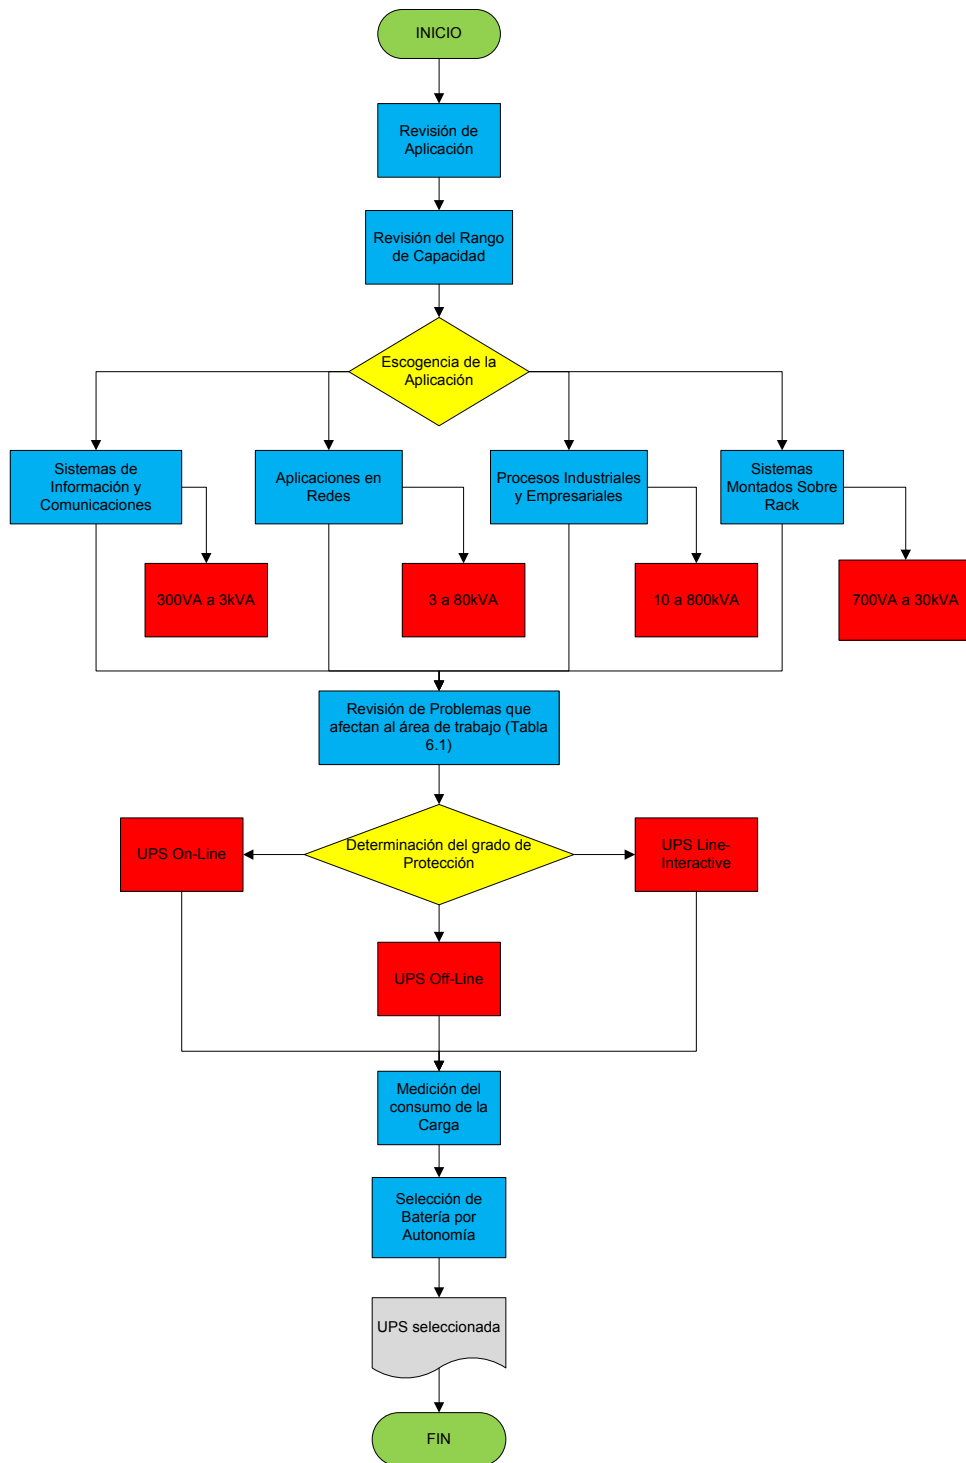 INICIO
Revisión de
Aplicación
Revisión del Rango
de Capacidad
Escogencia de la
Aplicación
Sistemas de
Información y
Comunicaciones
Aplicaciones en
Redes
Procesos Industriales
y Empresariales
Sistemas
Montados Sobre
Rack
300VA a 3kVA
3 a 80kVA
10 a 800kVA
700VA a 30kVA
Revisión de Problemas que
afectan al área de trabajo (Tabla
6.1)
Determinación del grado de
Protección
UPS On-Line
UPS Line-
Interactive
UPS Off-Line
Medición del
consumo de la
Carga
Selección de
Batería por
Autonomía
UPS seleccionada
FIN